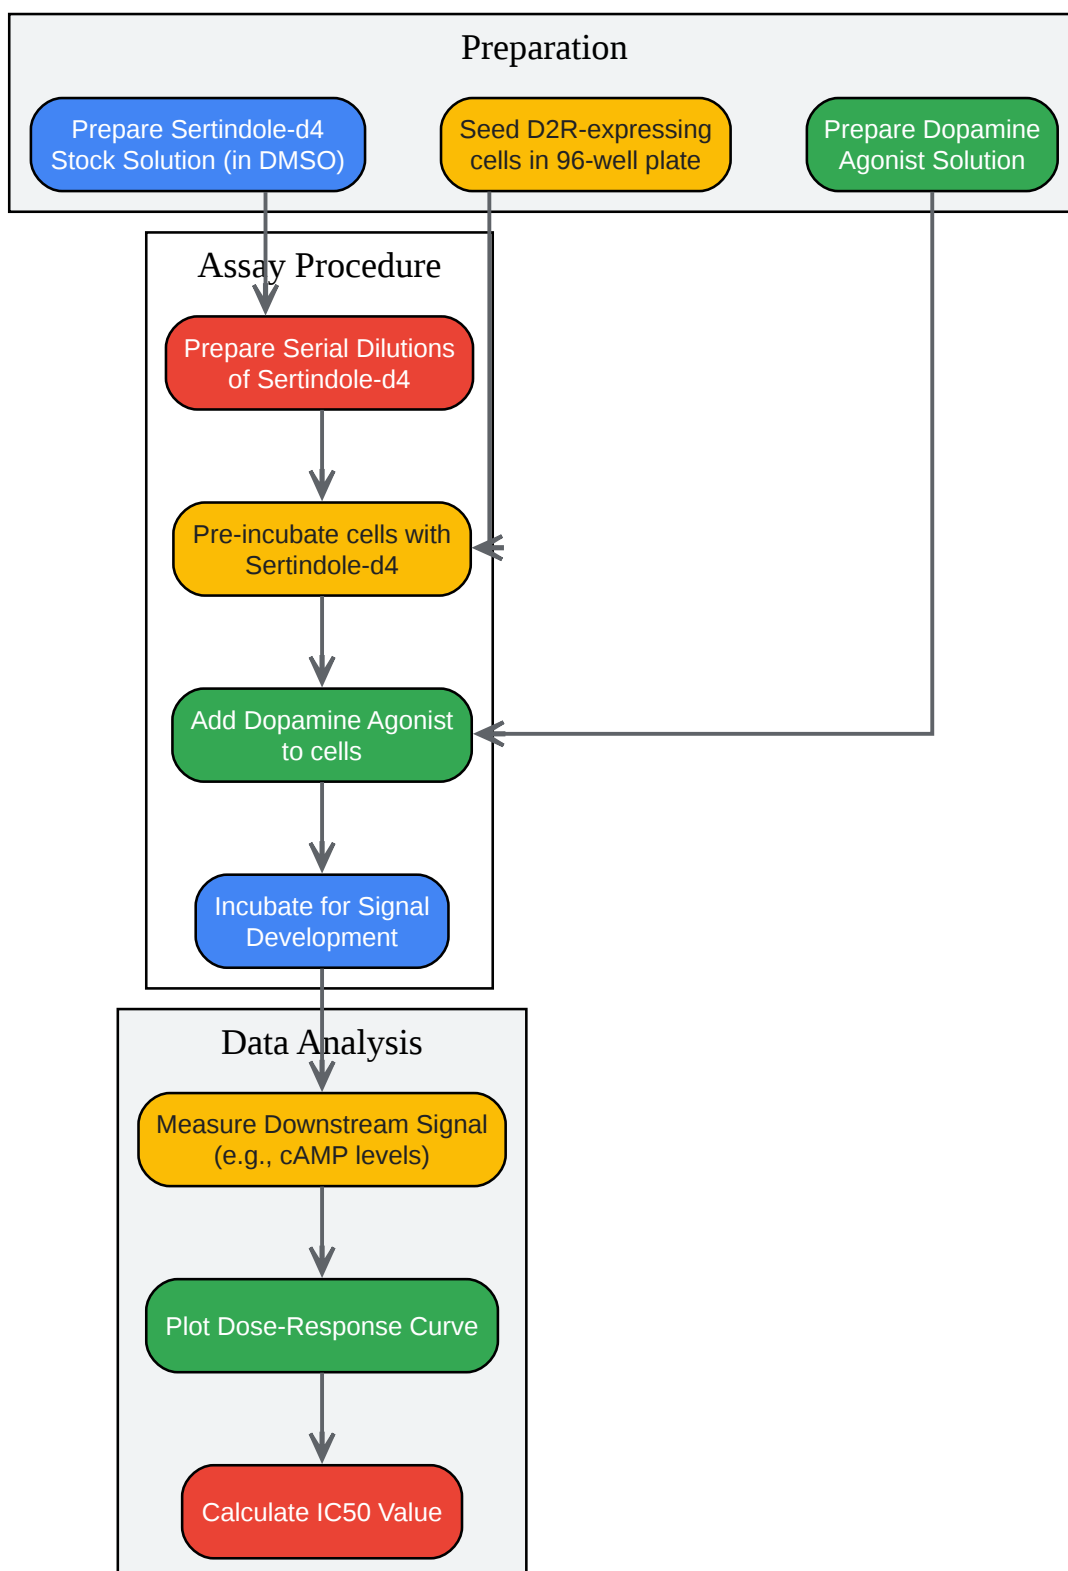 Preparation
Prepare Sertindole-d4
Stock Solution (in DMSO)
Seed D2R-expressing
cells in 96-well plate
Prepare Dopamine
Agonist Solution
Assay Procedure
Prepare Serial Dilutions
of Sertindole-d4
Pre-incubate cells with
Sertindole-d4
Add Dopamine Agonist
to cells
Incubate for Signal
Development
Data Analysis
Measure Downstream Signal
(e.g., cAMP levels)
Plot Dose-Response Curve
Calculate IC50 Value